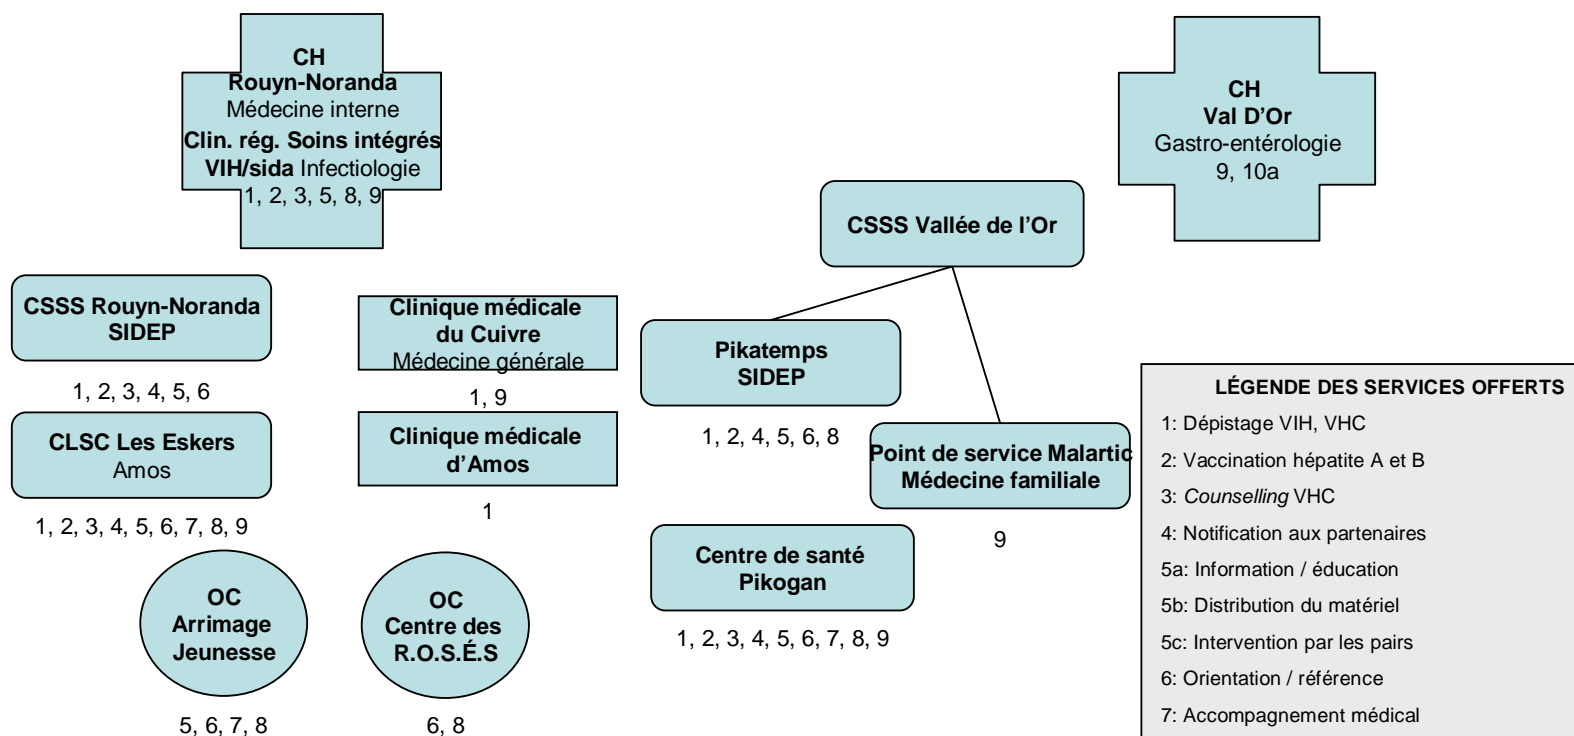 CH
Rouyn-Noranda
Médecine interne
Clin. rég. Soins intégrés
VIH/sida Infectiologie
1, 2, 3, 5, 8, 9
CH
Val D’Or
Gastro-entérologie
9, 10a
CSSS Vallée de l’Or
CSSS Rouyn-Noranda
SIDEP
1, 2, 3, 4, 5, 6
Clinique médicale
du Cuivre
Médecine générale
1, 9
Pikatemps
SIDEP
1, 2, 4, 5, 6, 8
CLSC Les Eskers
Amos
1, 2, 3, 4, 5, 6, 7, 8, 9
Clinique médicale
d’Amos
1
Point de service Malartic
Médecine familiale
9
Centre de santé
Pikogan
1, 2, 3, 4, 5, 6, 7, 8, 9
OC
Arrimage
Jeunesse
5, 6, 7, 8
OC
Centre des
R.O.S.É.S
6, 8
LÉGENDE DES SERVICES OFFERTS
1: Dépistage VIH, VHC
2: Vaccination hépatite A et B
3: Counselling VHC
4: Notification aux partenaires
5a: Information / éducation
5b: Distribution du matériel
5c: Intervention par les pairs
6: Orientation / référence
7: Accompagnement médical